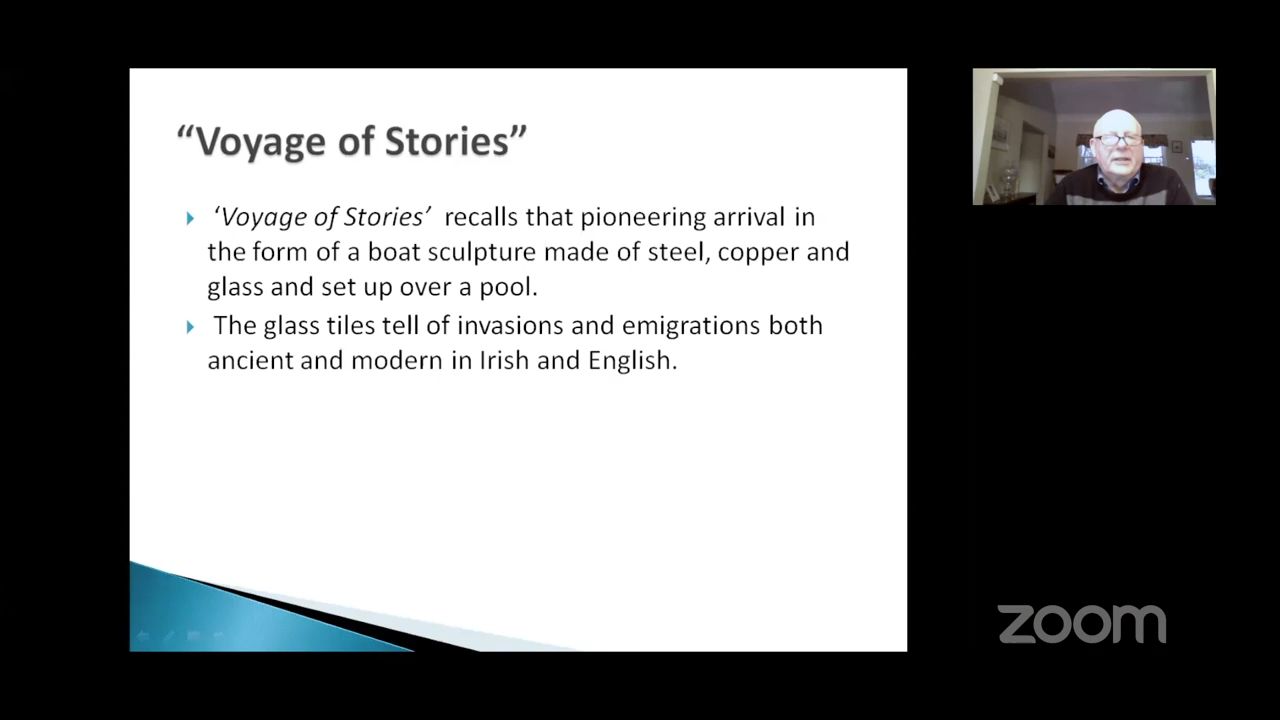 “Voyage of Stories”
‘Voyage of Stories’ recalls that pioneering arrival in
the form of a boat sculpture made of steel, copper and
glass and set up over a pool.
The glass tiles tell of invasions and emigrations both
ancient and modern in Irish and English.
zoom